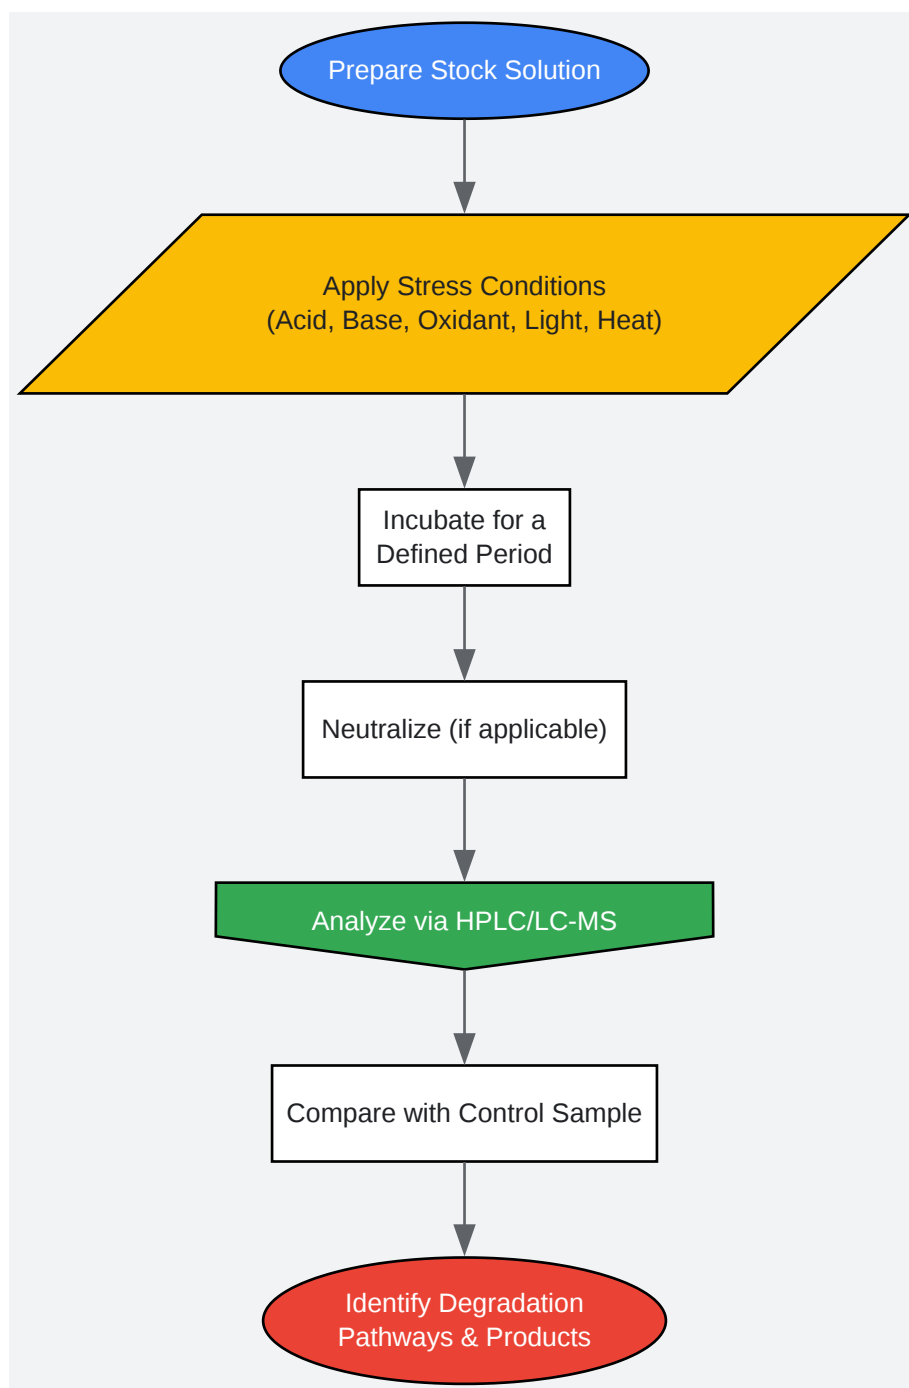 Prepare Stock Solution
Apply Stress Conditions
(Acid, Base, Oxidant, Light, Heat)
Incubate for a
Defined Period
Neutralize (if applicable)
Analyze via HPLC/LC-MS
Compare with Control Sample
Identify Degradation
Pathways & Products